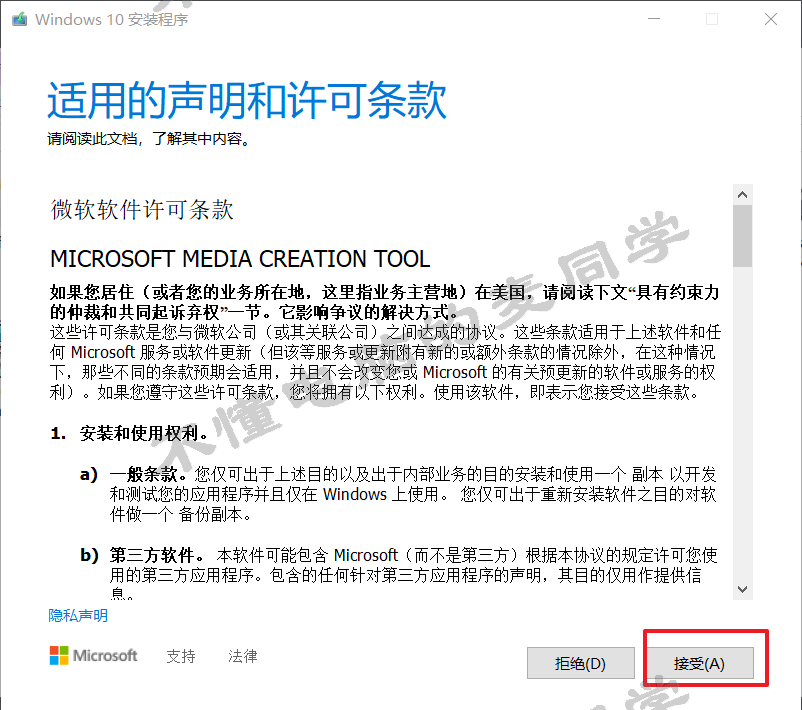 Windows 10 安装程序
适用的声明和许可条款
请阅读此文档，了解其中内容。
微软软件许可条款
MICROSOFT MEDIA CREATION TOOL
如果您居住（或者您的业务所在地，这里指业务主营地）在美国，请阅读下文“具有约束力
的仲裁和共同起诉弃权”一节。它影响争议的解决方式。
这些许可条款是您与微软公司（或其关联公司）之间达成的协议。这些条款适用于上述软件和任
何 Microsoft 服务或软件更新（但该等服务或更新附有新的或额外条款的情况除外，在这种情况
下，那些不同的条款预期会适用，并且不会改变您或 Microsoft 的有关预更新的软件或服务的权
利）。如果您遵守这些许可条款，您将拥有以下权利。使用该软件，即表示您接受这些条款。
1. 安装和使用权利。
a) 一般条款。您仅可出于上述目的以及出于内部业务的目的安装和使用一个 副本 以开发
和测试您的应用程序并且仅在 Windows 上使用。 您仅可出于重新安装软件之目的对软
件做一个 备份副本。
b) 第三方软件。 本软件可能包含 Microsoft（而不是第三方）根据本协议的规定许可您使
用的第三方应用程序。包含的任何针对第三方应用程序的声明，其目的仅用作提供信
息。
不懂电脑的麦同学
隐私声明
Microsoft 支持 法律
拒绝(D) 接受(A)
同学